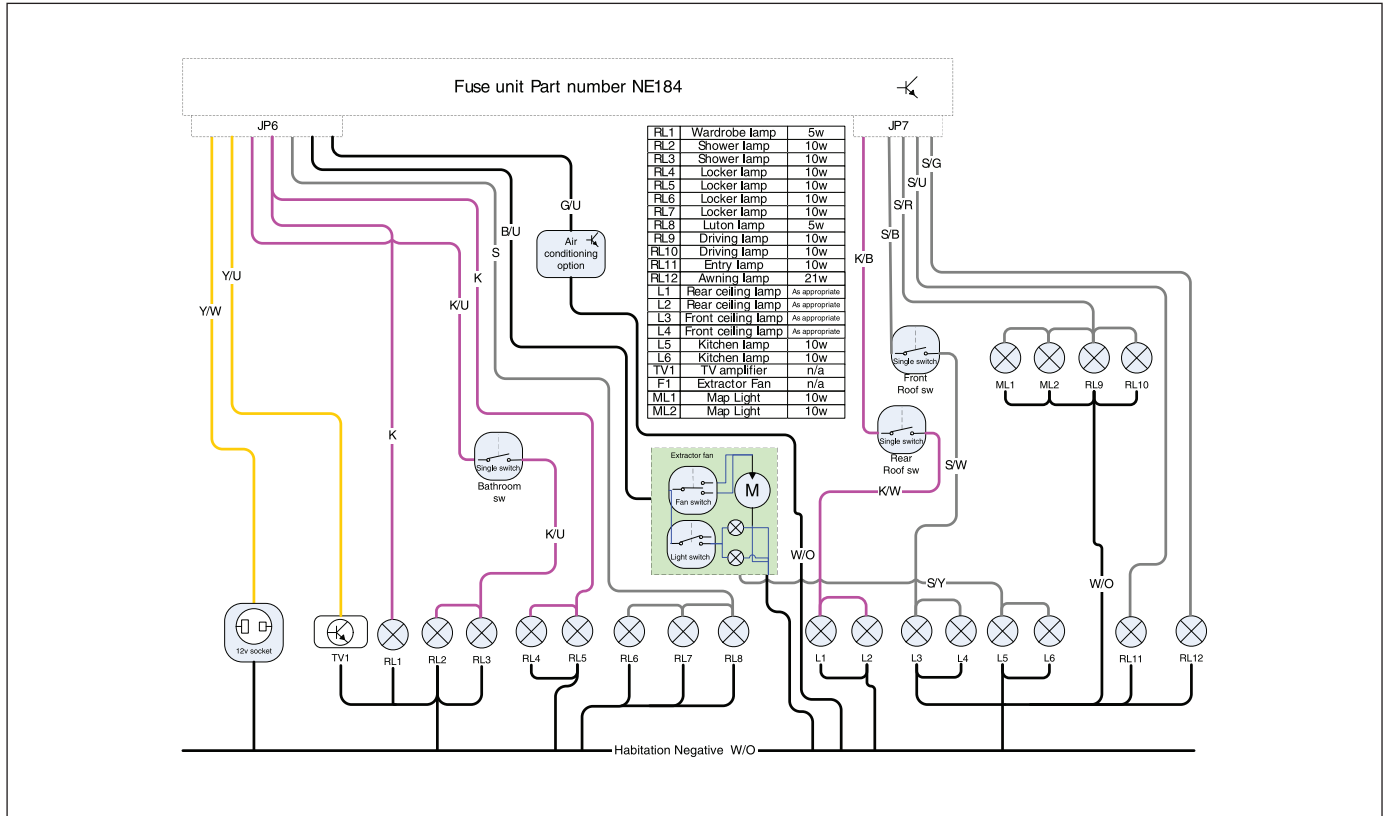 Fuse unit Part number NE184
JP6
JP7
RL1 Wardrobe lamp 5w
RL2 Shower lamp 10w
RL3 Shower lamp 10w
RL4 Locker lamp 10w
RL5 Locker lamp 10w
RL6 Locker lamp 10w
RL7 Locker lamp 10w
RL8 Luton lamp 5w
RL9 Driving lamp 10w
RL10 Driving lamp 10w
RL11 Entry lamp 10w
RL12 Awning lamp 21w
L1 Rear ceiling lamp As appropriate
L2 Rear ceiling lamp As appropriate
L3 Front ceiling lamp As appropriate
L4 Front ceiling lamp As appropriate
L5 Kitchen lamp 10w
L6 Kitchen lamp 10w
TV1 TV amplifier n/a
F1 Extractor Fan n/a
ML1 Map Light 10w
ML2 Map Light 10w
S/G
S/U
S/R
S/B
K/B
G/U
B/U
S
K
K/U
Y/U
Y/W
Air
conditioning
option
K
Single switch
Bathroom
sw
K/U
Single switch
Front
Roof sw
Single switch
Rear
Roof sw
S/W
K/W
ML1
ML2
RL9
RL10
Extractor fan
Fan switch
M
Light switch
W/O
S/Y
W/O
12v socket
TV1
RL1
RL2
RL3
RL4
RL5
RL6
RL7
RL8
L1
L2
L3
L4
L5
L6
RL11
RL12
Habitation Negative W/O